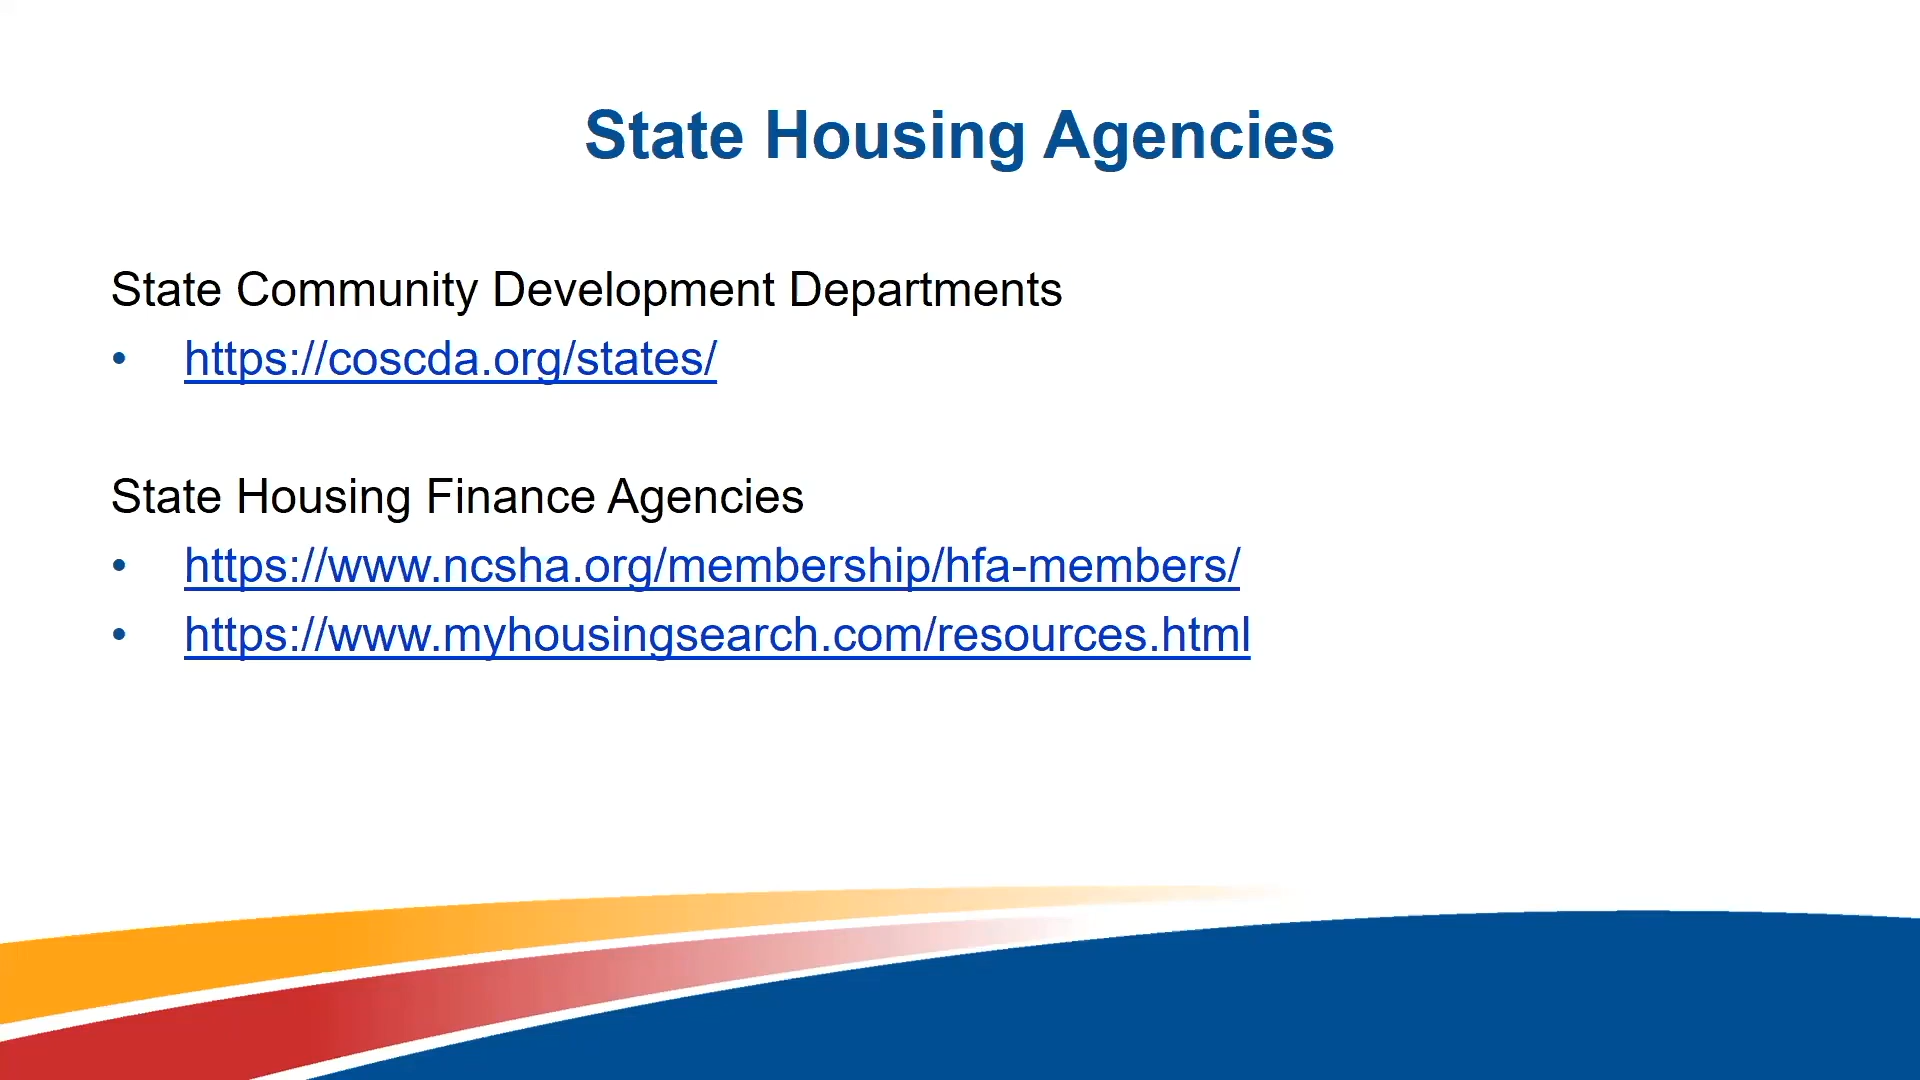 State Housing Agencies
State Community Development Departments
• https://coscda.org/states/
State Housing Finance Agencies
• https://www.ncsha.org/membership/hfa-members/
• https://www.myhousingsearch.com/resources.html